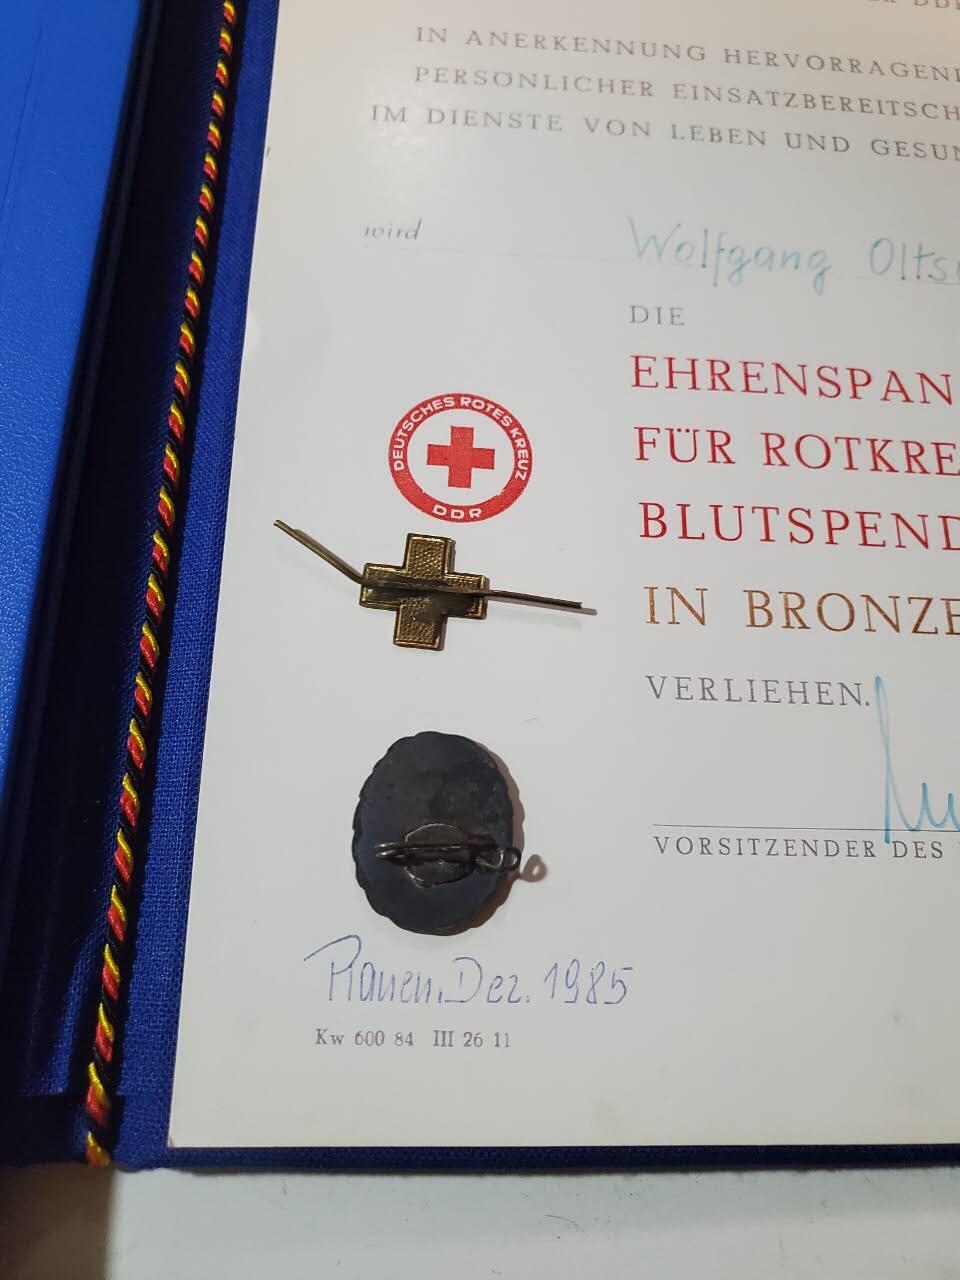 IN ANERKENNUNG HERVORRAGEND
PERSÖNLICHER EINSATZBEREITSCH
IM DIENSTE VON LEBEN UND GESUN
wird Wolfgang Olts
DIE
EHRENSPAN
FÜR ROTKRE
BLUTSPEND
IN BRONZE
VERLIEHEN.
DEUTSCHES ROTES KREUZ
DDR
VORSITZENDER DES
Plauen, Dez. 1985
Kw 600 84 III 26 11